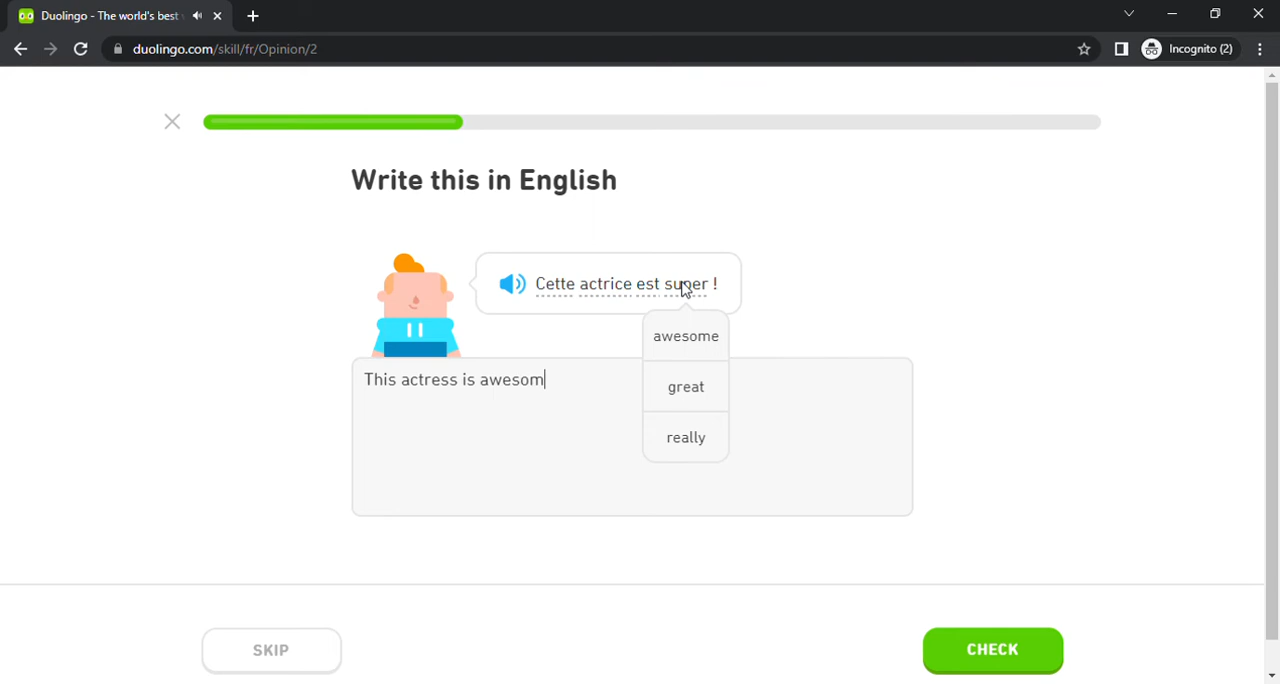 Duolingo - The world's best
duolingo.com/skill/fr/Opinion/2
Incognito (2)
Write this in English
Cette actrice est super !
awesome
great
really
This actress is awesom
SKIP
CHECK